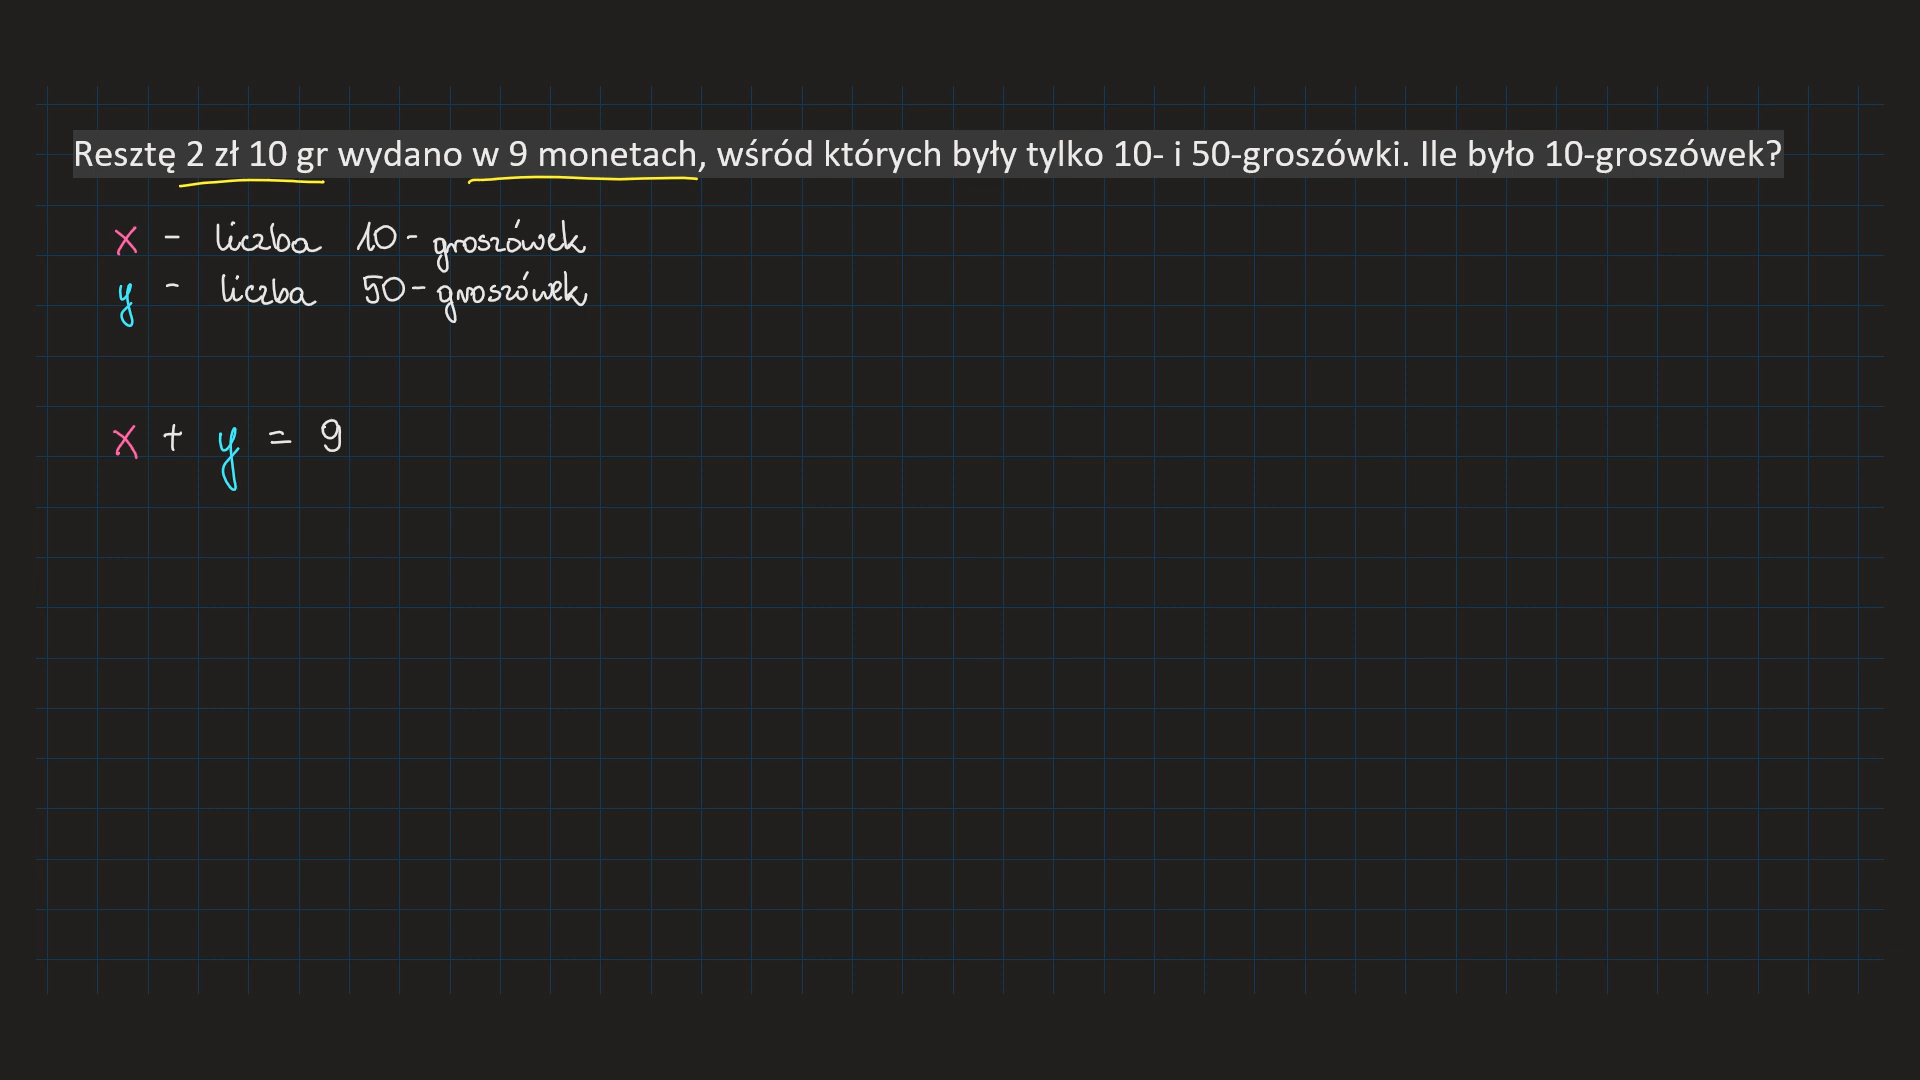 Resztę 2 zł 10 gr wydano w 9 monetach, wśród których były tylko 10- i 50-groszówki. Ile było 10-groszówek?
x - liczba 10-groszówek
y - liczba 50-groszówek
x + y = 9